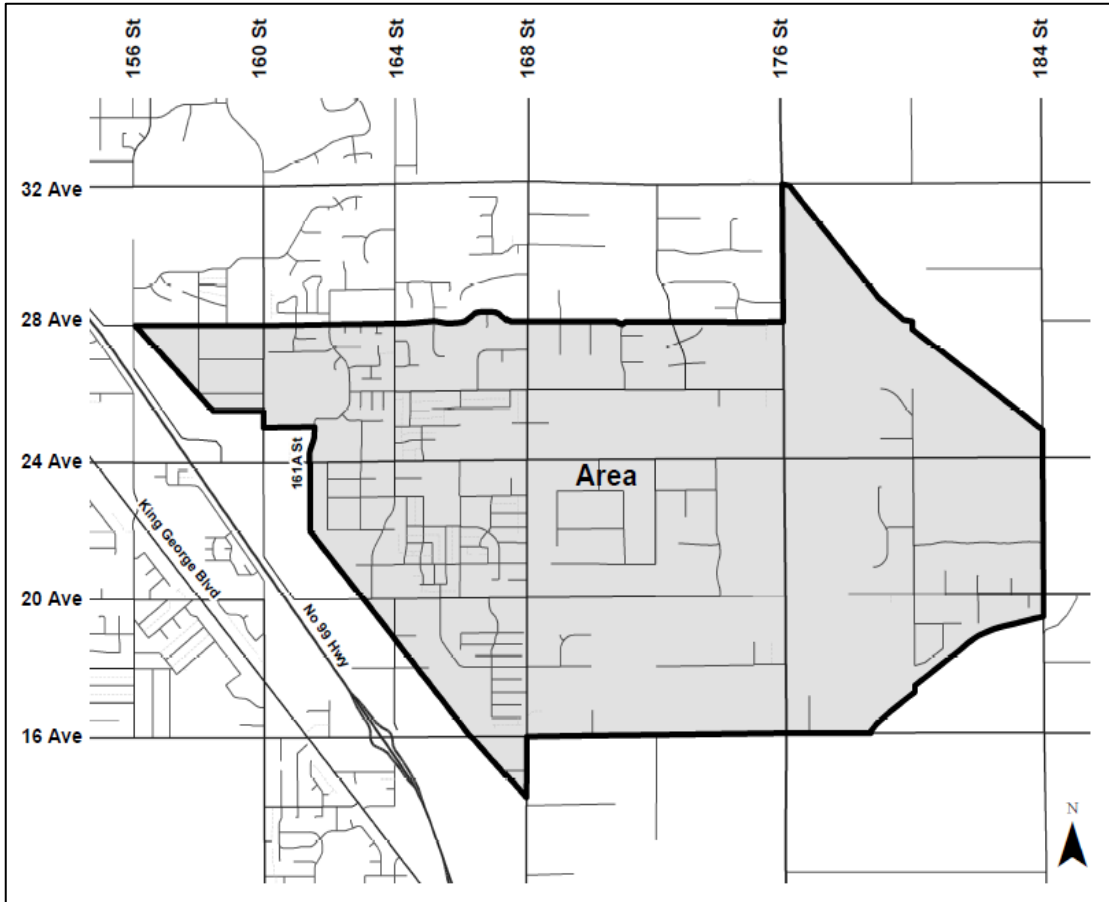 156 St
160 St
164 St
168 St
176 St
184 St
32 Ave
28 Ave
24 Ave
161A St
Area
King George Blvd
20 Ave
No 99 Hwy
16 Ave
N